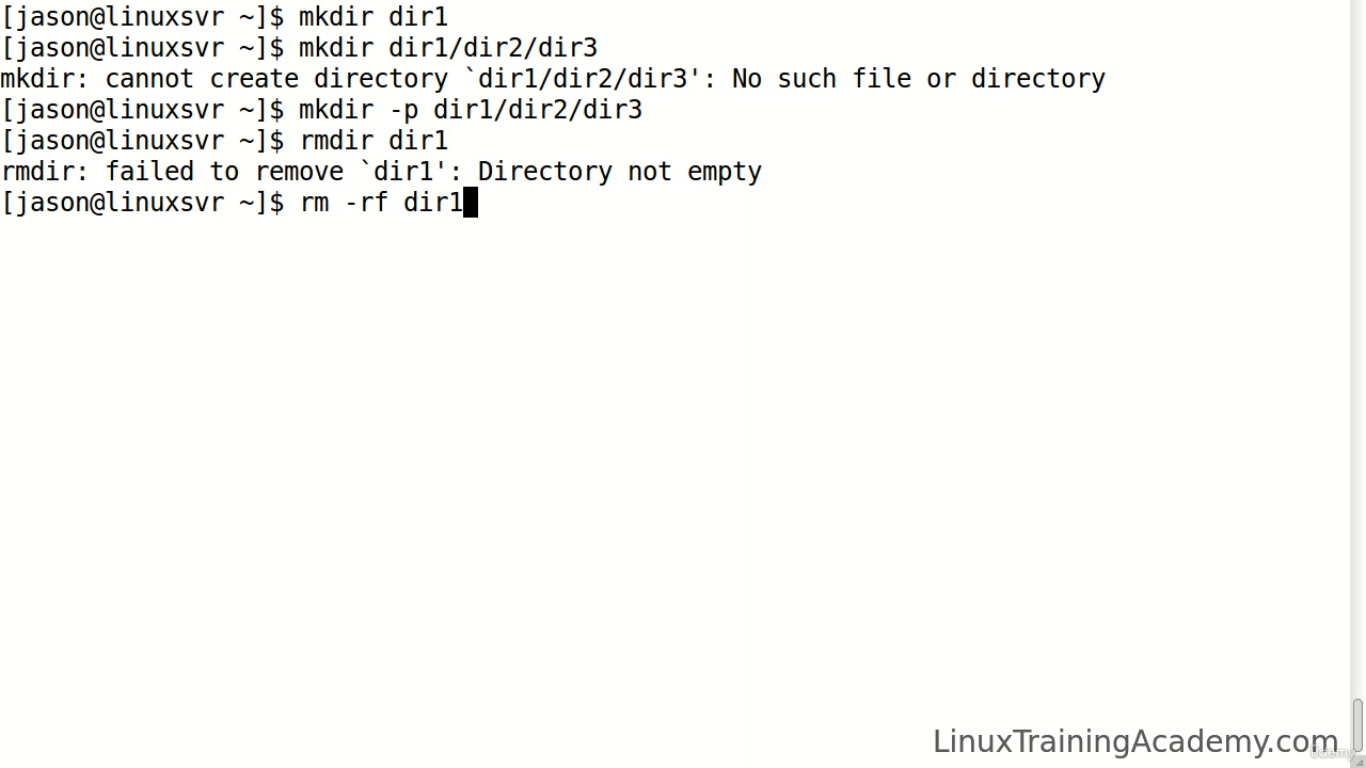 [jason@linuxsvr ~]$ mkdir dir1
[jason@linuxsvr ~]$ mkdir dir1/dir2/dir3
mkdir: cannot create directory `dir1/dir2/dir3': No such file or directory
[jason@linuxsvr ~]$ mkdir -p dir1/dir2/dir3
[jason@linuxsvr ~]$ rmdir dir1
rmdir: failed to remove `dir1': Directory not empty
[jason@linuxsvr ~]$ rm -rf dir1
LinuxTrainingAcademy.com
Udemy